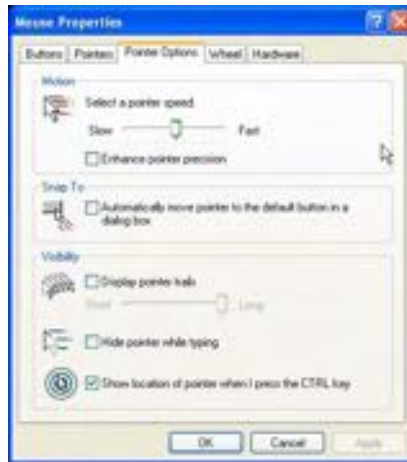 Mouse Properties
Buttons Pointers Pointer Options Wheel Hardware
Motion
Select a pointer speed
Slow Fast
Enhance pointer precision
Snap To
Automatically move pointer to the default button in a
dialog box
Visibility
Display pointer trails
Short Long
Hide pointer while typing
Show location of pointer when I press the CTRL key
OK Cancel Apply